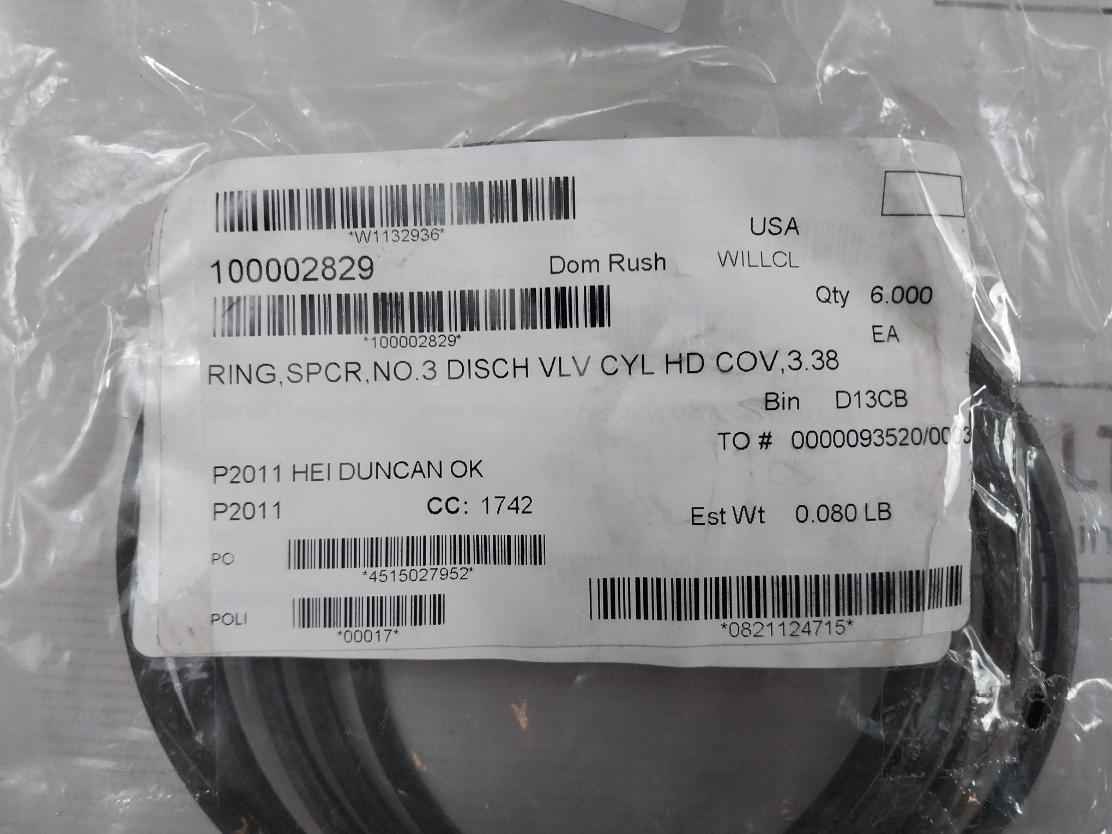 *W1132936*
USA
100002829 Dom Rush WILLCL
Qty 6.000
*100002829*
EA
RING,SPCR,NO.3 DISCH VLV CYL HD COV,3.38
Bin D13CB
TO # 0000093520/0003
P2011 HEI DUNCAN OK
P2011 CC: 1742 Est Wt 0.080 LB
PO *4515027952*
POLI *00017*
*0821124715*